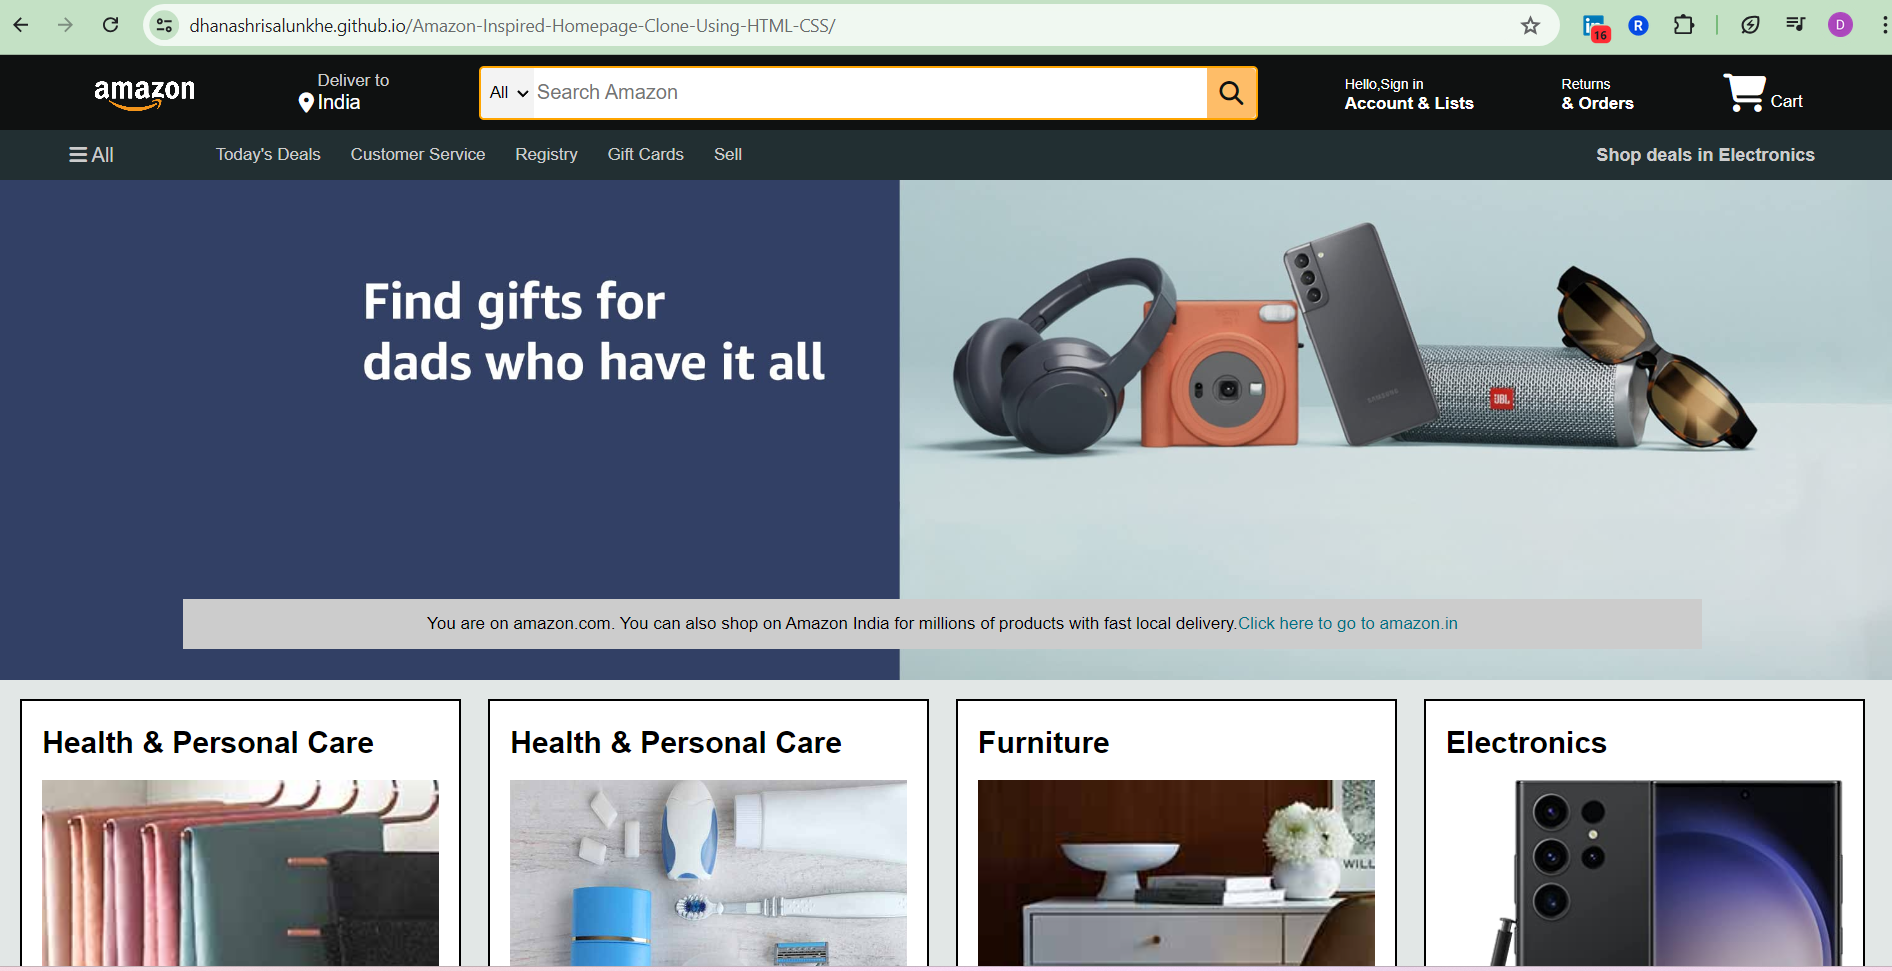 dhanashrisalunkhe.github.io/Amazon-Inspired-Homepage-Clone-Using-HTML-CSS/
16
R
D
amazon
Deliver to
India
All
Search Amazon
Hello,Sign in
Account & Lists
Returns
& Orders
Cart
All
Today's Deals
Customer Service
Registry
Gift Cards
Sell
Shop deals in Electronics
Find gifts for
dads who have it all
SAMSUNG
JBL
You are on amazon.com. You can also shop on Amazon India for millions of products with fast local delivery.Click here to go to amazon.in
Health & Personal Care
Health & Personal Care
Furniture
Electronics
WILL